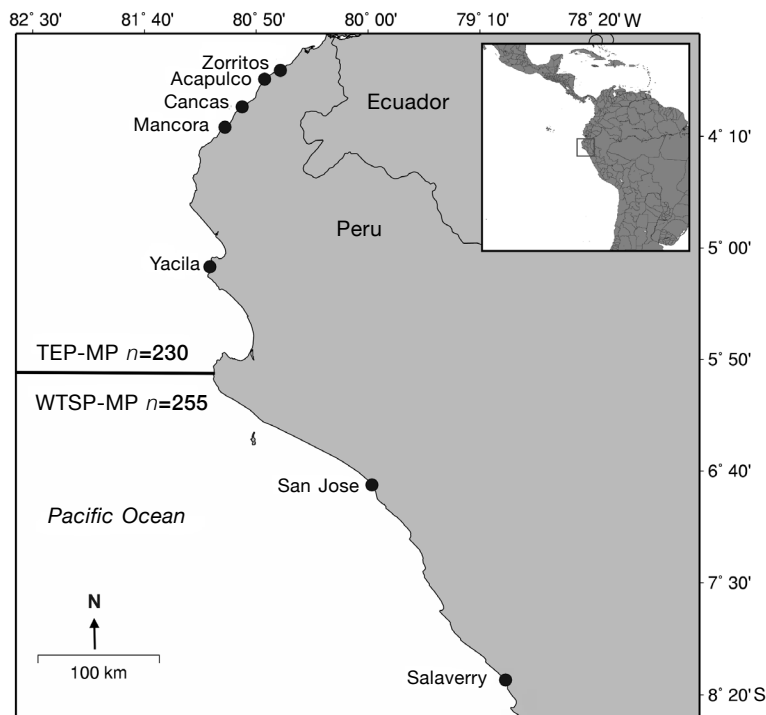 82° 30' 81° 40' 80° 50' 80° 00' 79° 10' 78° 20' W
Zorritos
Acapulco
Cancas
Mancora
Ecuador
4° 10'
Peru
5° 00'
Yacila
TEP-MP n=230
5° 50'
WTSP-MP n=255
6° 40'
San Jose
Pacific Ocean
7° 30'
N
100 km
Salaverry
8° 20' S